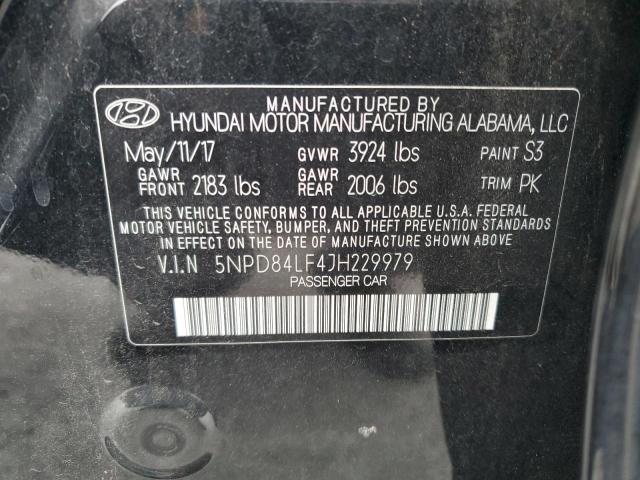 MANUFACTURED BY
HYUNDAI MOTOR MANUFACTURING ALABAMA, LLC
May/11/17 GVWR 3924 lbs PAINT S3
GAWR FRONT 2183 lbs GAWR REAR 2006 lbs TRIM PK
THIS VEHICLE CONFORMS TO ALL APPLICABLE U.S.A. FEDERAL
MOTOR VEHICLE SAFETY, BUMPER, AND THEFT PREVENTION STANDARDS
IN EFFECT ON THE DATE OF MANUFACTURE SHOWN ABOVE.
V.I.N 5NPD84LF4JH229979
PASSENGER CAR